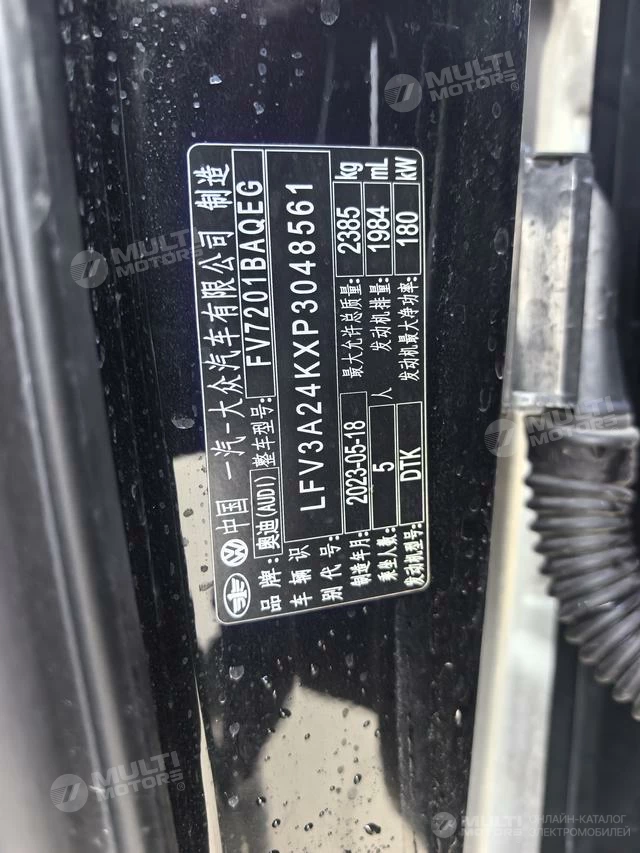 中国 一汽-大众汽车有限公司 制造
品牌: 奥迪(AUDI) 整车型号: FV7201BAQEG
车辆识别代号: LFV3A24KXP3048561
制造年月: 2023-05-18 最大允许总质量: 2385 kg
乘坐人数: 5 人 发动机排量: 1984 mL
发动机型号: DTK 发动机最大净功率: 180 kW
MULTI
MOTORS
MULTI
MOTORS
MULTI
MOTORS
MULTI
MOTORS
ОНЛАЙН-КАТАЛОГ
ЭЛЕКТРОМОБИЛЕЙ